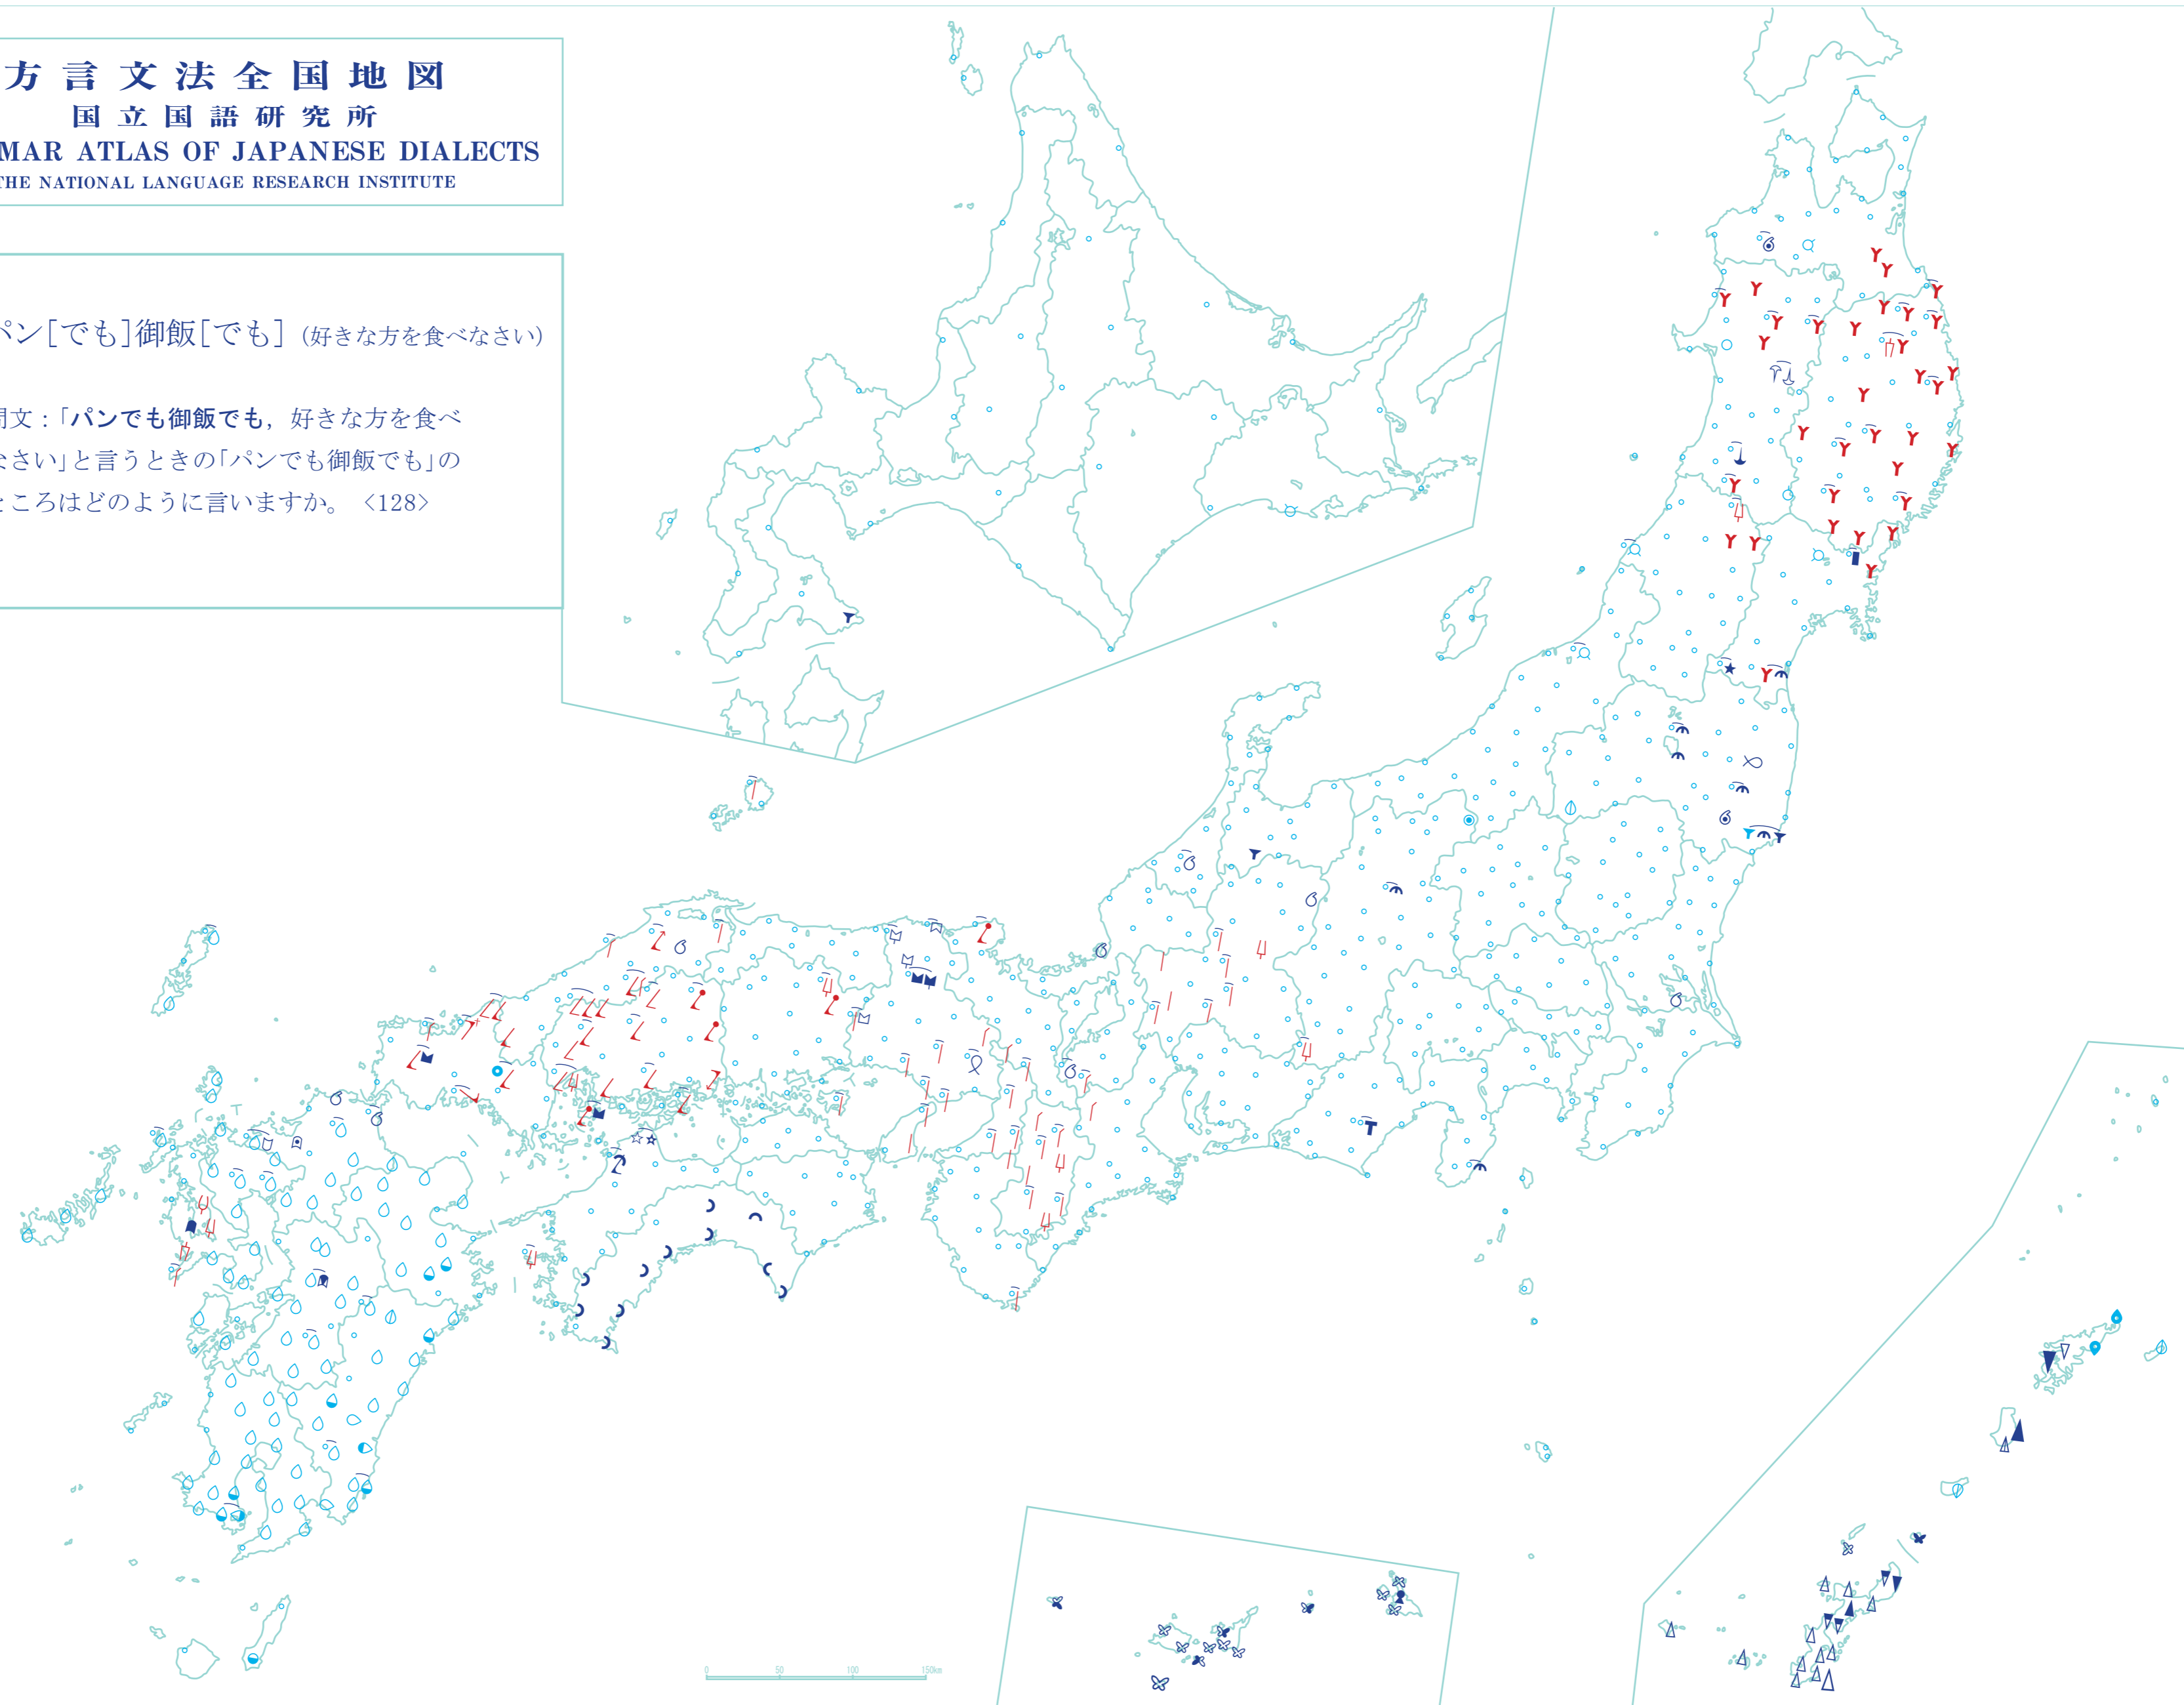 方言文法全国地図
国立国語研究所
MAR ATLAS OF JAPANESE DIALECTS
THE NATIONAL LANGUAGE RESEARCH INSTITUTE
パン[でも]御飯[でも] (好きな方を食べなさい)
問文：「パンでも御飯でも，好きな方を食べ
なさい」と言うときの「パンでも御飯でも」の
ところはどのように言いますか。 〈128〉
0 50 100 150km